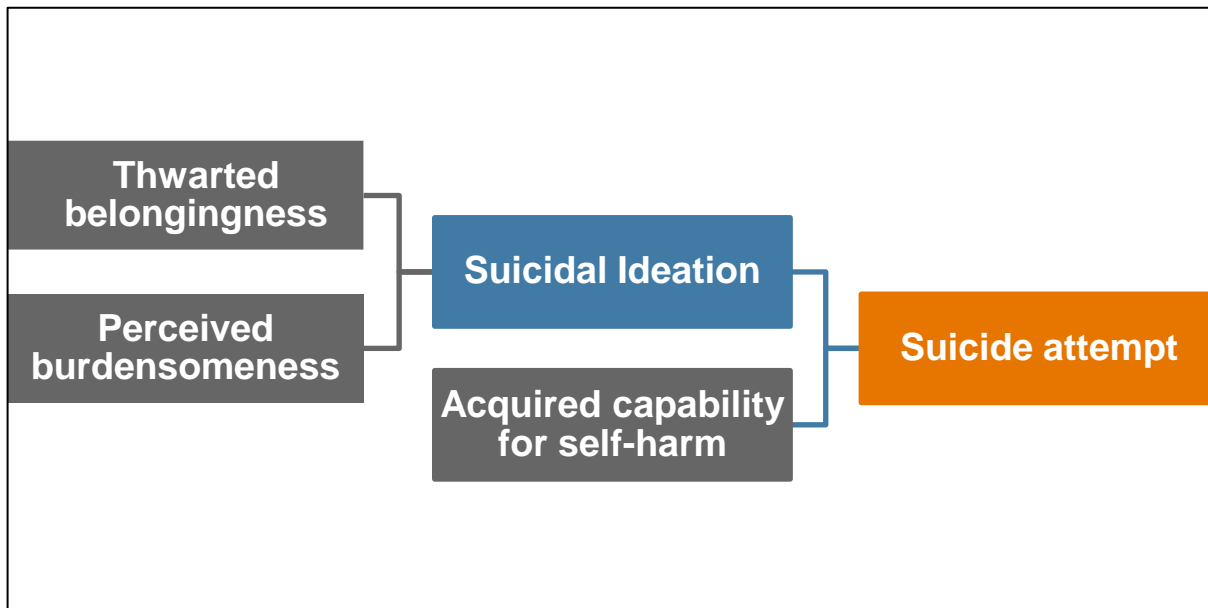 Thwarted
belongingness
Perceived
burdensomeness
Suicidal Ideation
Acquired capability
for self-harm
Suicide attempt